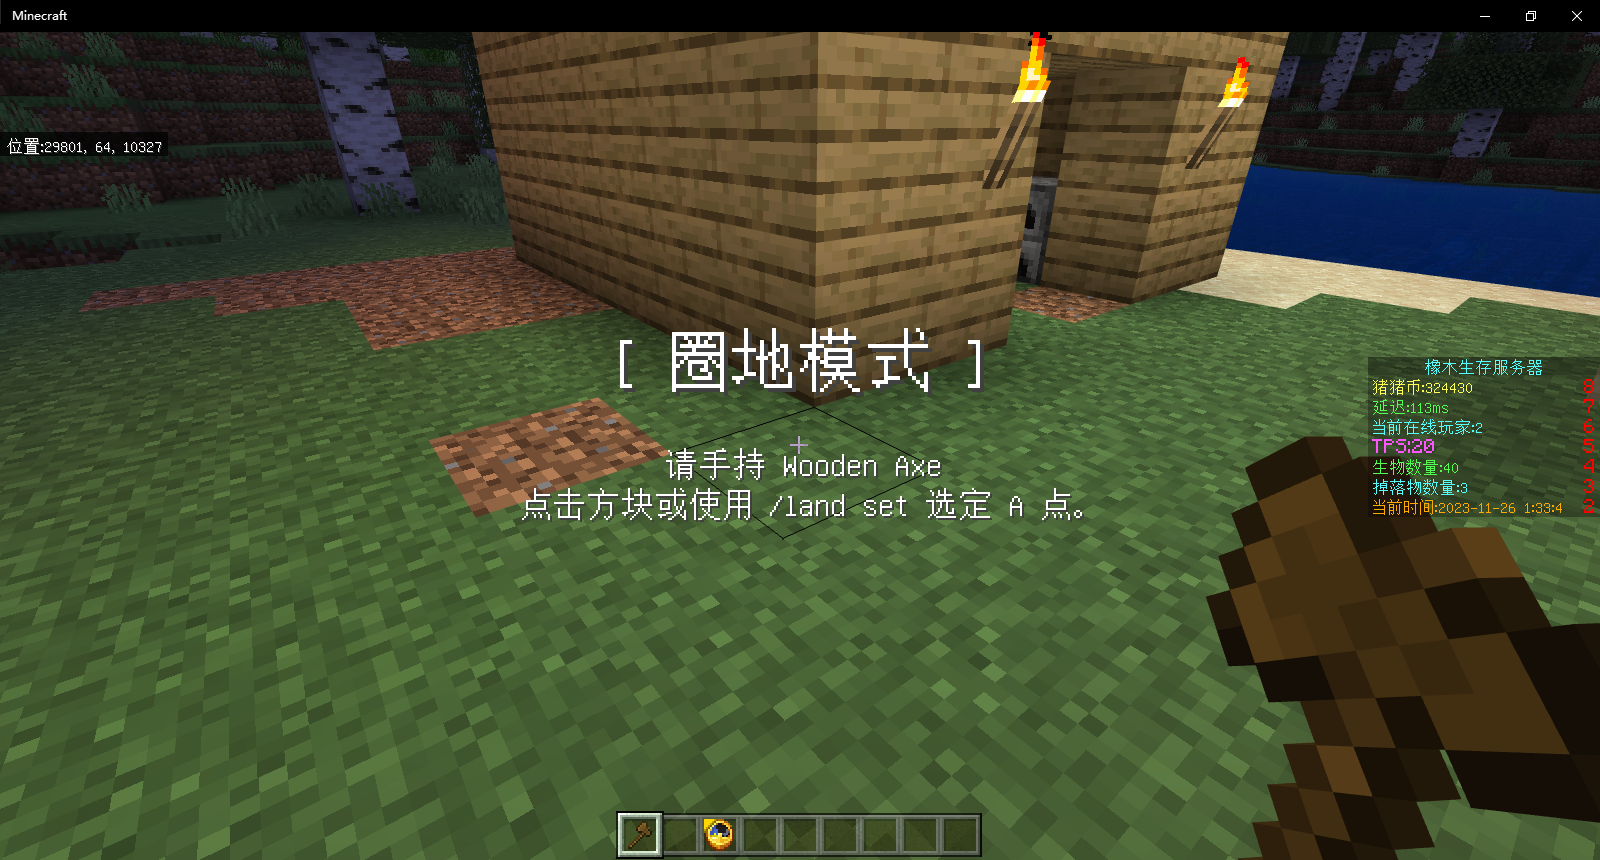 Minecraft
位置:29801, 64, 10327
[ 圈地模式 ]
请手持 Wooden Axe
点击方块或使用 /land set 选定 A 点。
橡木生存服务器
猪猪币:324430 8
延迟:113ms 7
当前在线玩家:2 6
TPS:20 5
生物数量:40 4
掉落物数量:3 3
当前时间:2023-11-26 1:33:4 2